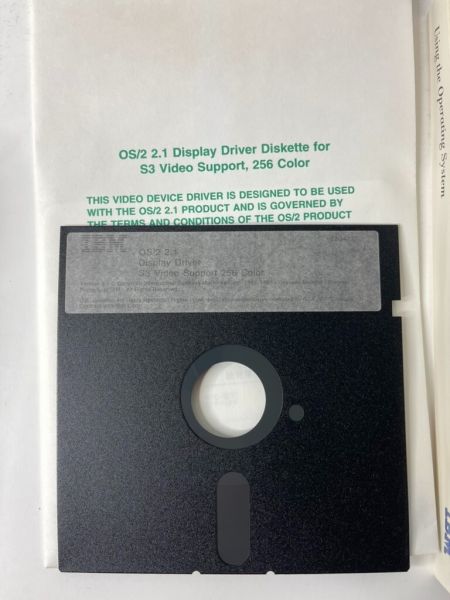 Using the Operating System
OS/2 2.1 Display Driver Diskette for
S3 Video Support, 256 Color
THIS VIDEO DEVICE DRIVER IS DESIGNED TO BE USED
WITH THE OS/2 2.1 PRODUCT AND IS GOVERNED BY
THE TERMS AND CONDITIONS OF THE OS/2 PRODUCT
IBM
OS/2 2.1
Display Driver
S3 Video Support 256 Color